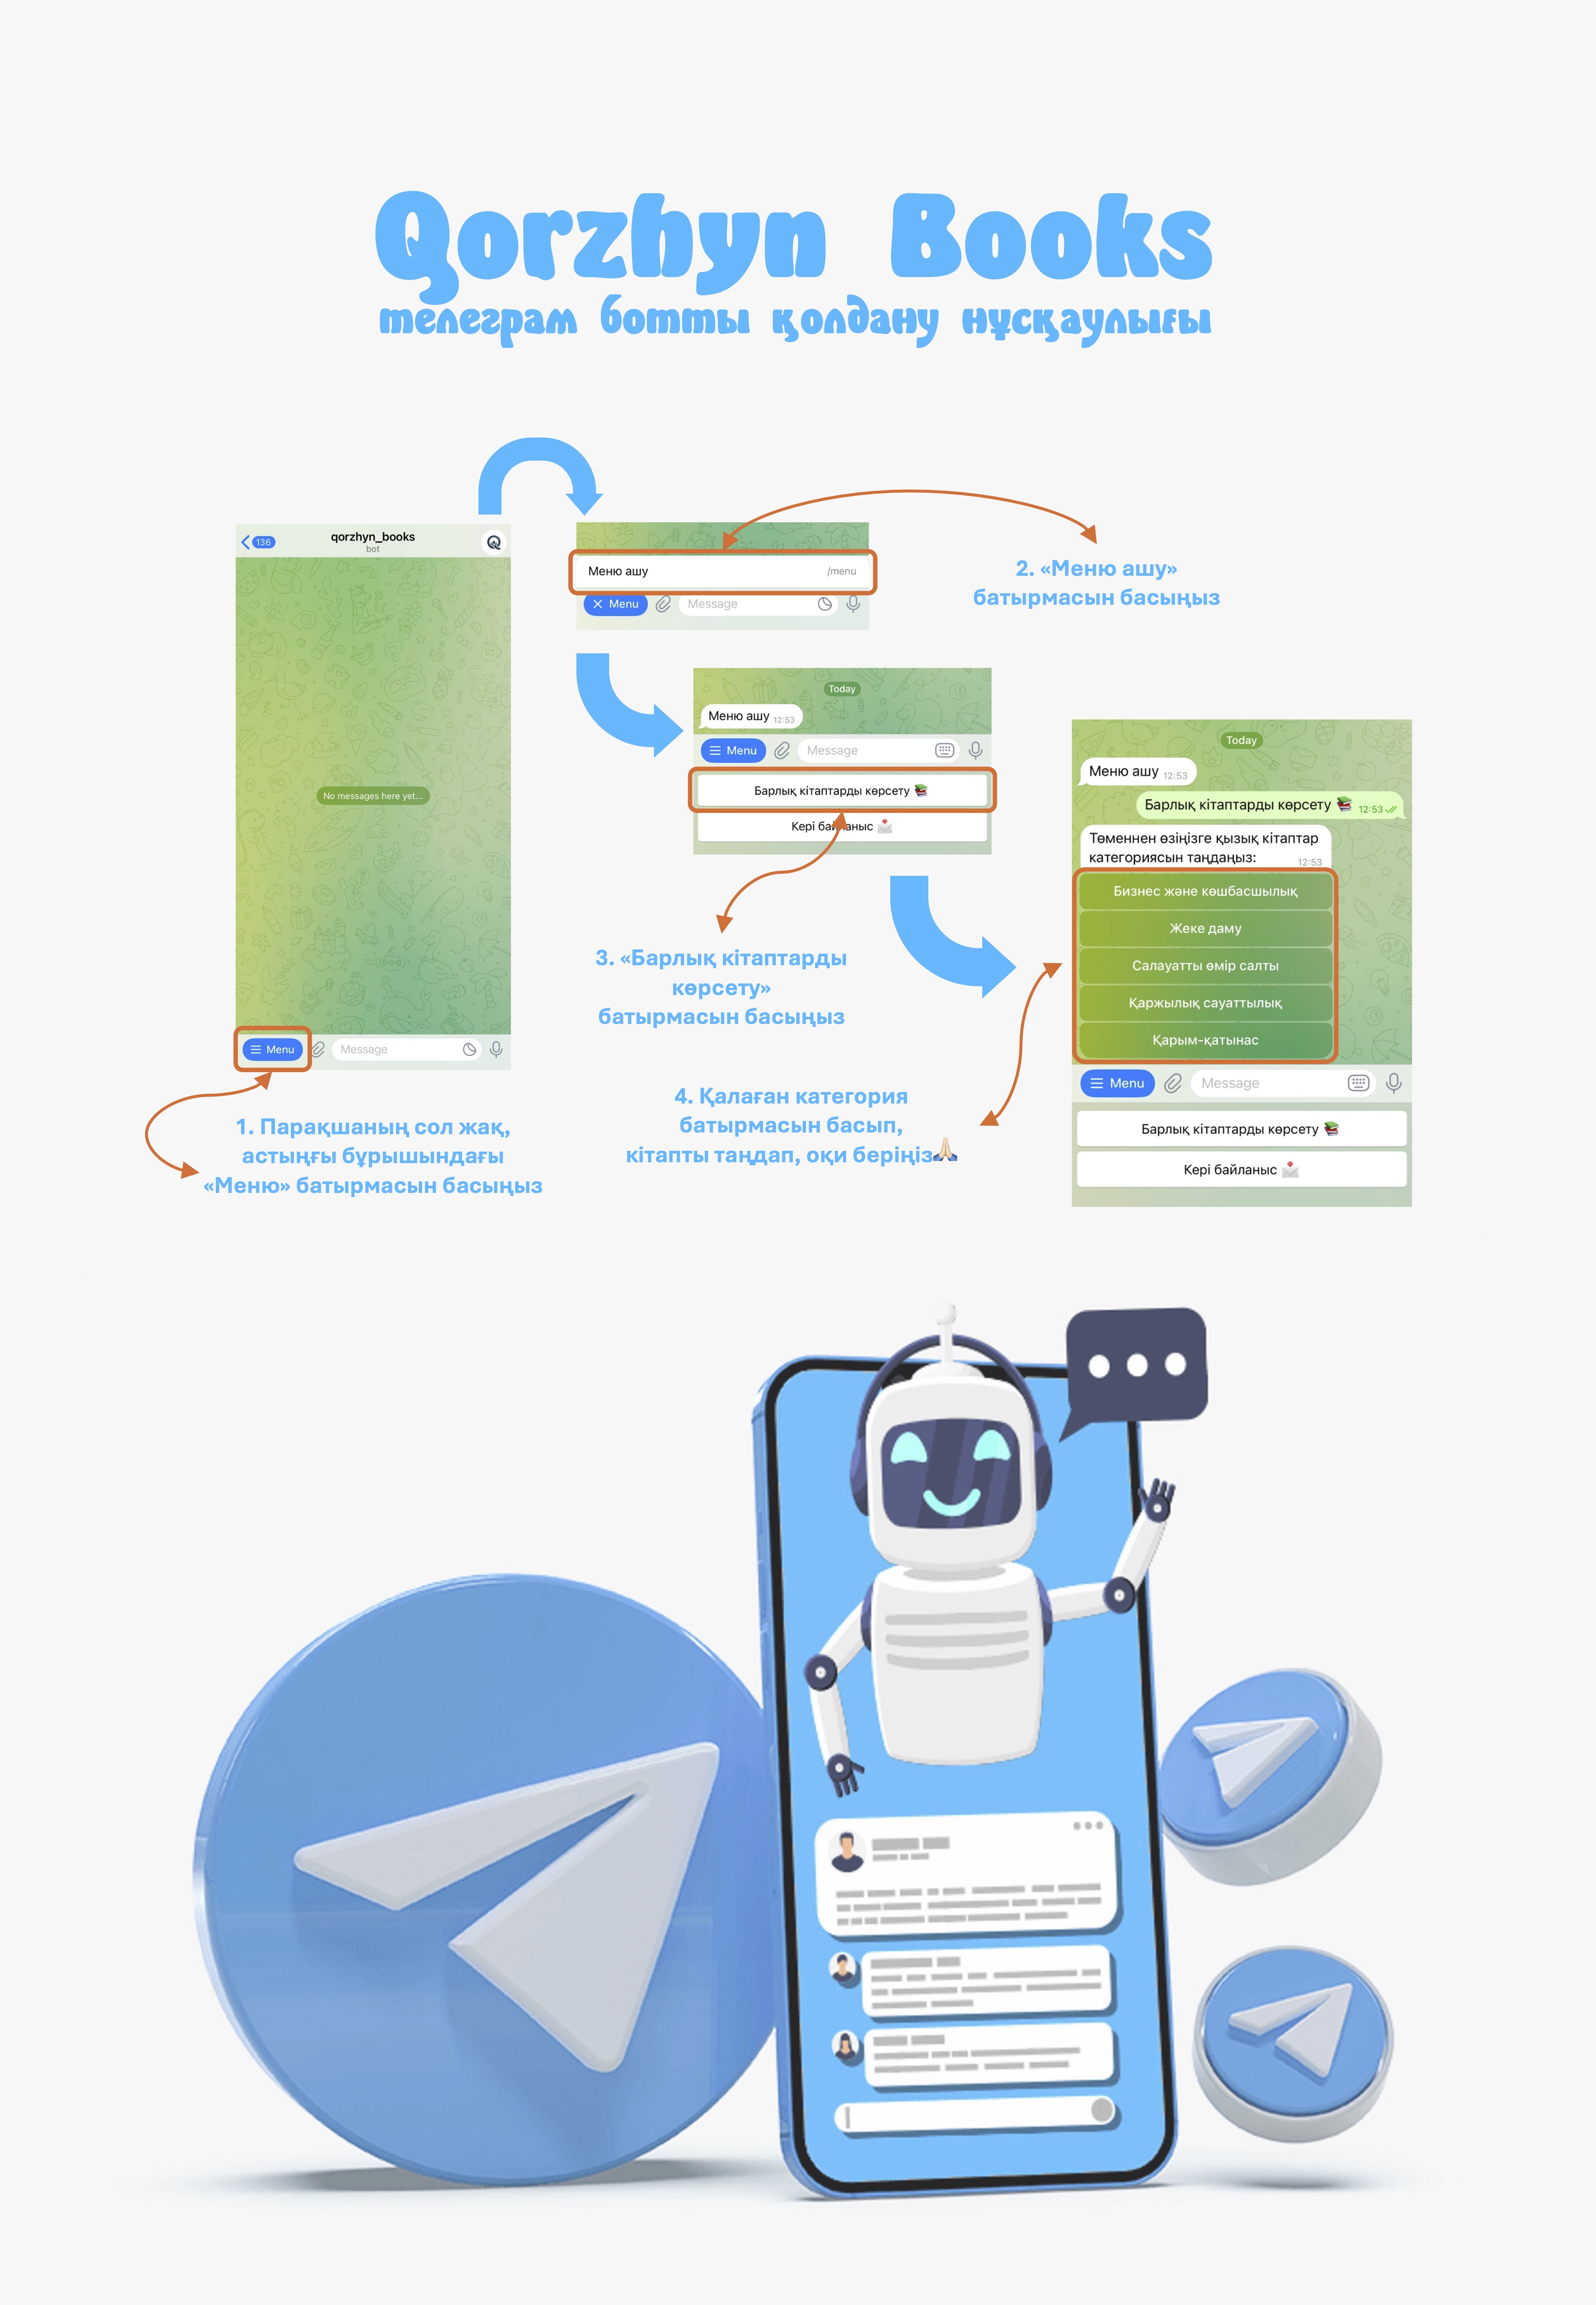 Qorzhyn Books
телеграм ботты қолдану нұсқаулығы
136
qorzhyn_books
bot
No messages here yet...
Menu
Message
1. Парақшаның сол жақ,
астыңғы бұрышындағы
«Меню» батырмасын басыңыз
Меню ашу
/menu
Menu
Message
2. «Меню ашу»
батырмасын басыңыз
Today
Меню ашу 12:53
Menu
Message
Барлық кітаптарды көрсету 📚
Кері байланыс 💌
3. «Барлық кітаптарды
көрсету»
батырмасын басыңыз
4. Қалаған категория
батырмасын басып,
кітапты таңдап, оқи беріңіз🙏🏻
Today
Меню ашу 12:53
Барлық кітаптарды көрсету 📚 12:53
Төменнен өзіңізге қызық кітаптар
категориясын таңдаңыз: 12:53
Бизнес және көшбасшылық
Жеке даму
Салауатты өмір салты
Қаржылық сауаттылық
Қарым-қатынас
Menu
Message
Барлық кітаптарды көрсету 📚
Кері байланыс 💌